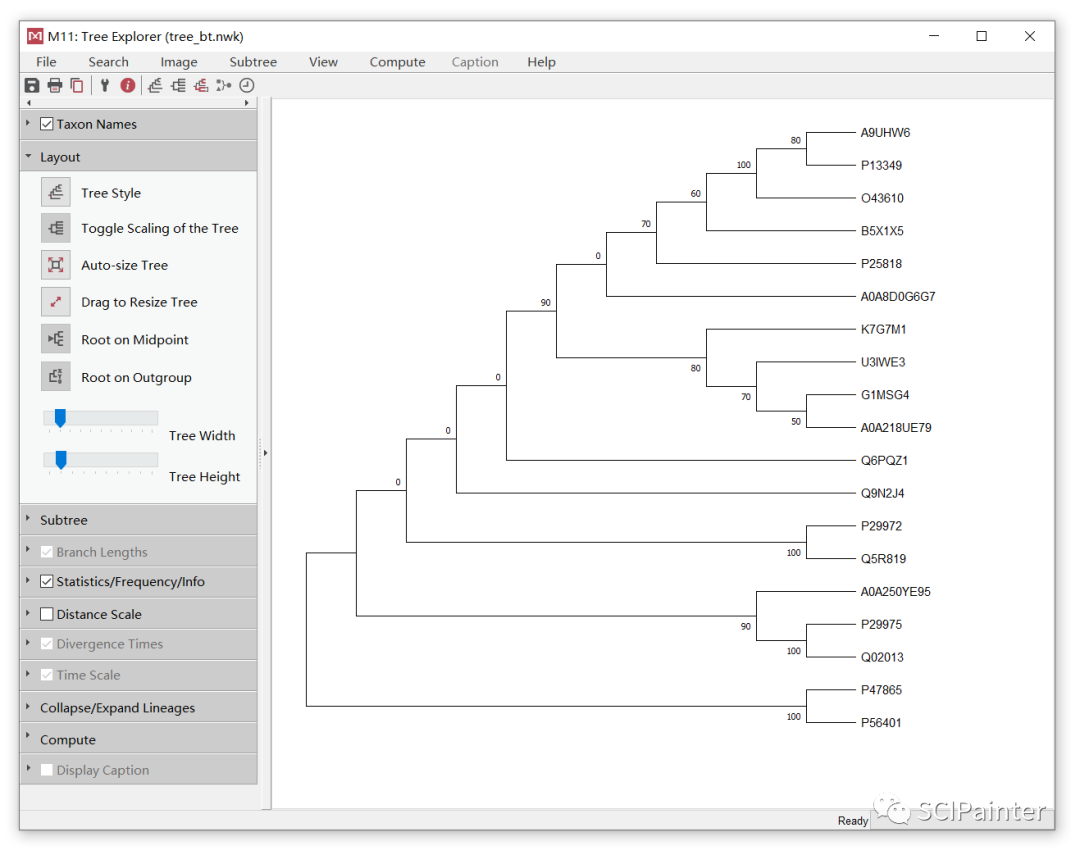 M11: Tree Explorer (tree_bt.nwk)
File Search Image Subtree View Compute Caption Help
Taxon Names
Layout
Tree Style
Toggle Scaling of the Tree
Auto-size Tree
Drag to Resize Tree
Root on Midpoint
Root on Outgroup
Tree Width
Tree Height
Subtree
Branch Lengths
Statistics/Frequency/Info
Distance Scale
Divergence Times
Time Scale
Collapse/Expand Lineages
Compute
Display Caption
80 A9UHW6
100 P13349
60 O43610
70 B5X1X5
0 P25818
90 A0A8D0G6G7
K7G7M1
80 U3IWE3
0 70 G1MSG4
50 A0A218UE79
0 Q6PQZ1
0 Q9N2J4
P29972
100 Q5R819
A0A250YE95
90 P29975
100 Q02013
P47865
100 P56401
Ready
SCIPainter